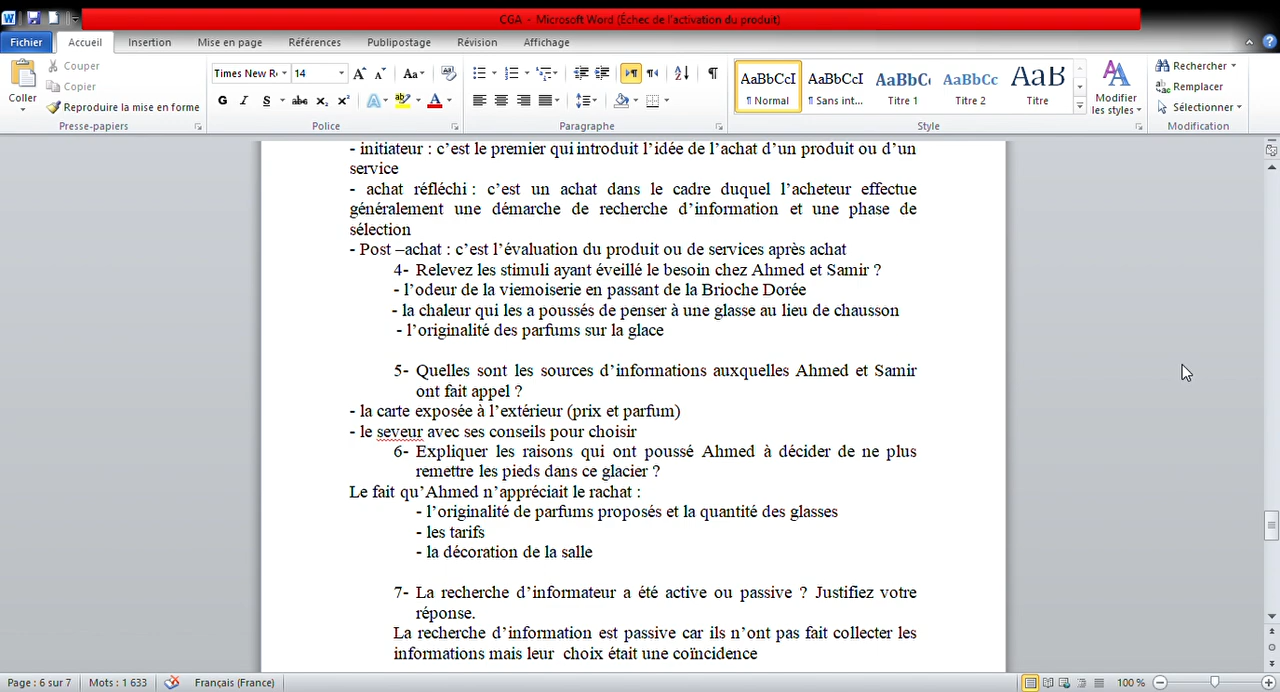 CGA - Microsoft Word (Échec de l'activation du produit)
Fichier Accueil Insertion Mise en page Références Publipostage Révision Affichage
Coller
Couper
Copier
Reproduire la mise en forme
Presse-papiers
Times New R 14
G I S abc
Police
Paragraphe
AaBbCcI AaBbCcI AaBbC AaBbCc AaB
¶ Normal ¶ Sans int... Titre 1 Titre 2 Titre
Modifier les styles
Style
Rechercher
Remplacer
Sélectionner
Modification
- initiateur : c’est le premier qui introduit l’idée de l’achat d’un produit ou d’un
service
- achat réfléchi : c’est un achat dans le cadre duquel l’acheteur effectue
généralement une démarche de recherche d’information et une phase de
sélection
- Post –achat : c’est l’évaluation du produit ou de services après achat
4- Relevez les stimuli ayant éveillé le besoin chez Ahmed et Samir ?
- l’odeur de la viemoiserie en passant de la Brioche Dorée
- la chaleur qui les a poussés de penser à une glasse au lieu de chausson
- l’originalité des parfums sur la glace
5- Quelles sont les sources d’informations auxquelles Ahmed et Samir
ont fait appel ?
- la carte exposée à l’extérieur (prix et parfum)
- le seveur avec ses conseils pour choisir
6- Expliquer les raisons qui ont poussé Ahmed à décider de ne plus
remettre les pieds dans ce glacier ?
Le fait qu’Ahmed n’appréciait le rachat :
- l’originalité de parfums proposés et la quantité des glasses
- les tarifs
- la décoration de la salle
7- La recherche d’informateur a été active ou passive ? Justifiez votre
réponse.
La recherche d’information est passive car ils n’ont pas fait collecter les
informations mais leur choix était une coïncidence
Page : 6 sur 7 Mots : 1 633 Français (France) 100 %